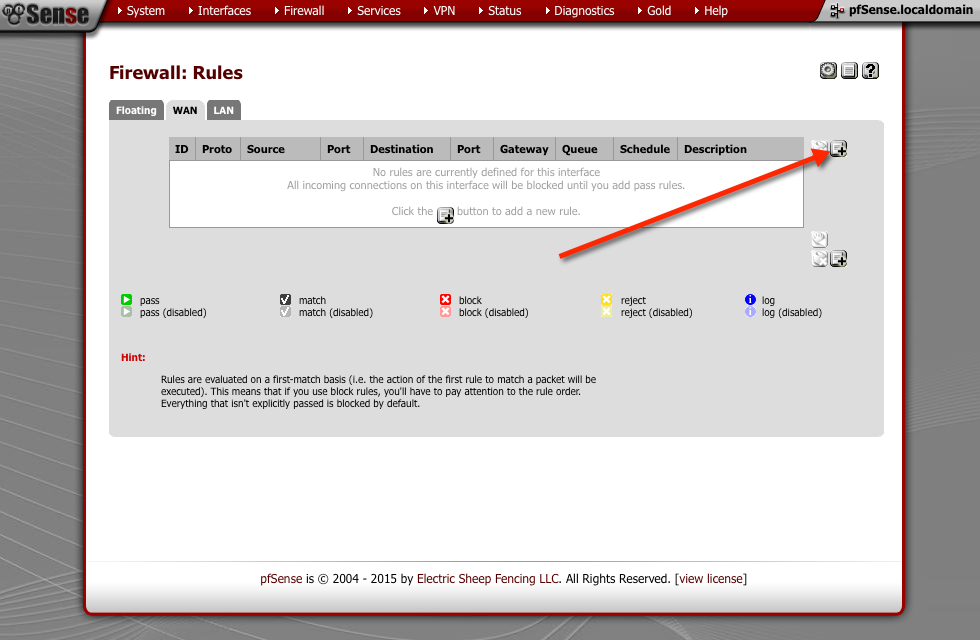 Sense
System Interfaces Firewall Services VPN Status Diagnostics Gold Help pfSense.localdomain
Firewall: Rules
Floating WAN LAN
ID Proto Source Port Destination Port Gateway Queue Schedule Description
No rules are currently defined for this interface
All incoming connections on this interface will be blocked until you add pass rules.
Click the button to add a new rule.
pass match block reject log
pass (disabled) match (disabled) block (disabled) reject (disabled) log (disabled)
Hint:
Rules are evaluated on a first-match basis (i.e. the action of the first rule to match a packet will be
executed). This means that if you use block rules, you'll have to pay attention to the rule order.
Everything that isn't explicitly passed is blocked by default.
pfSense is © 2004 - 2015 by Electric Sheep Fencing LLC. All Rights Reserved. [view license]